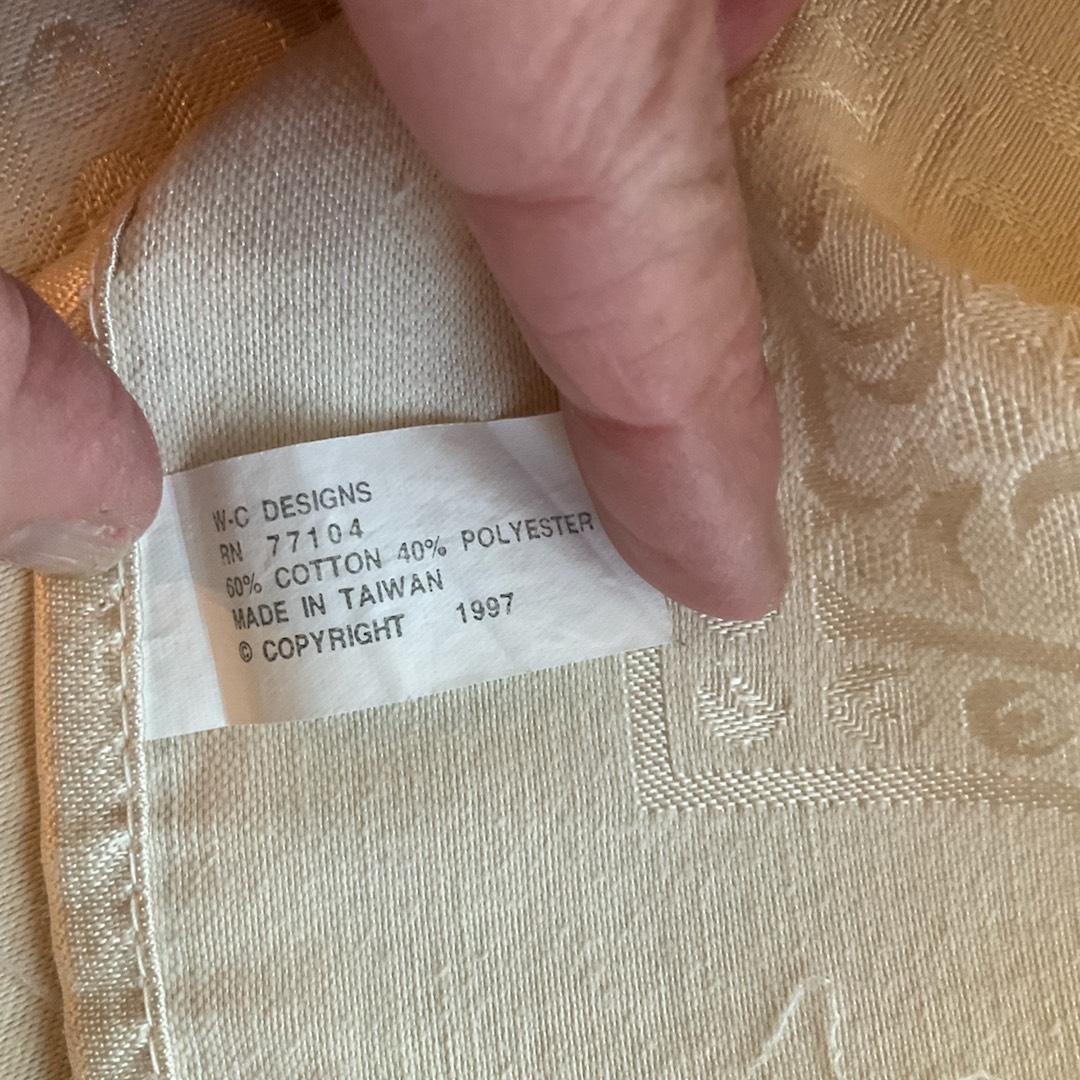 W-C DESIGNS
RN 77104
60% COTTON 40% POLYESTER
MADE IN TAIWAN
© COPYRIGHT 1997